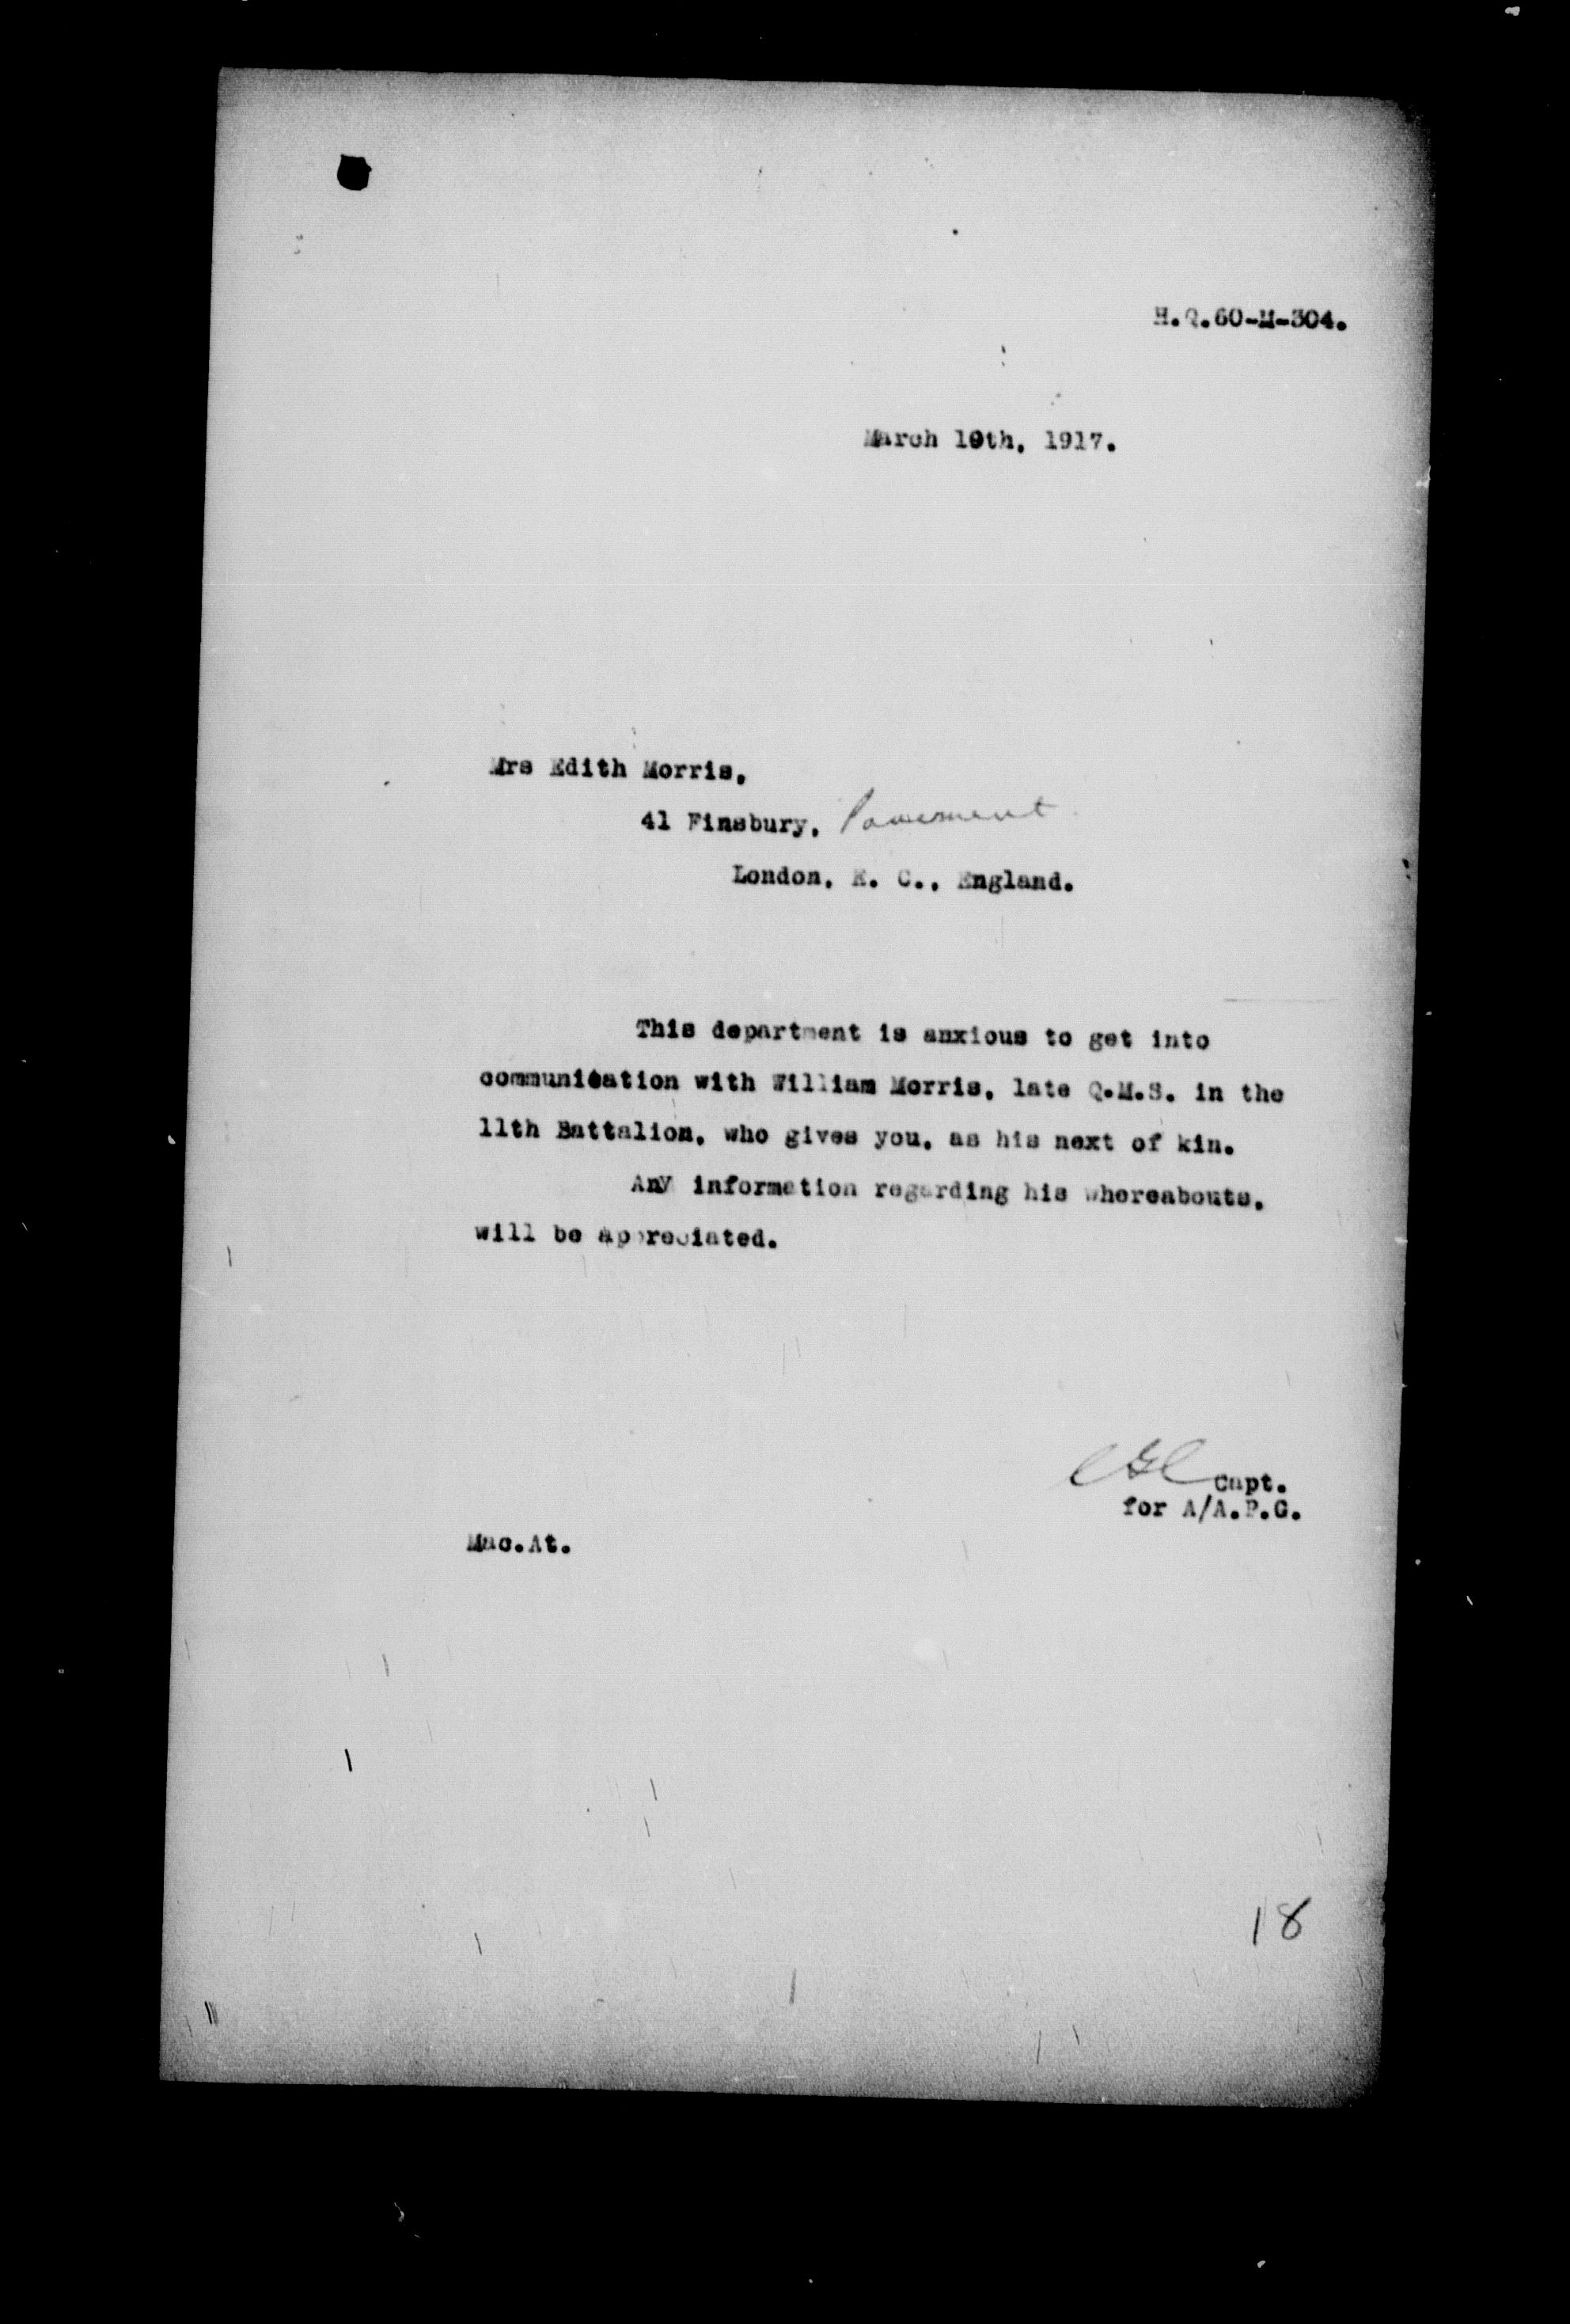 H.Q.60-M-304.
March 10th, 1917.
Mrs Edith Morris,
41 Finsbury, Pavement
London, E. C., England.
This department is anxious to get into
communication with William Morris, late Q.M.S. in the
11th Battalion, who gives you, as his next of kin.
Any information regarding his whereabouts,
will be appreciated.
Capt.
for A/A.P.G.
Mac.At.
18